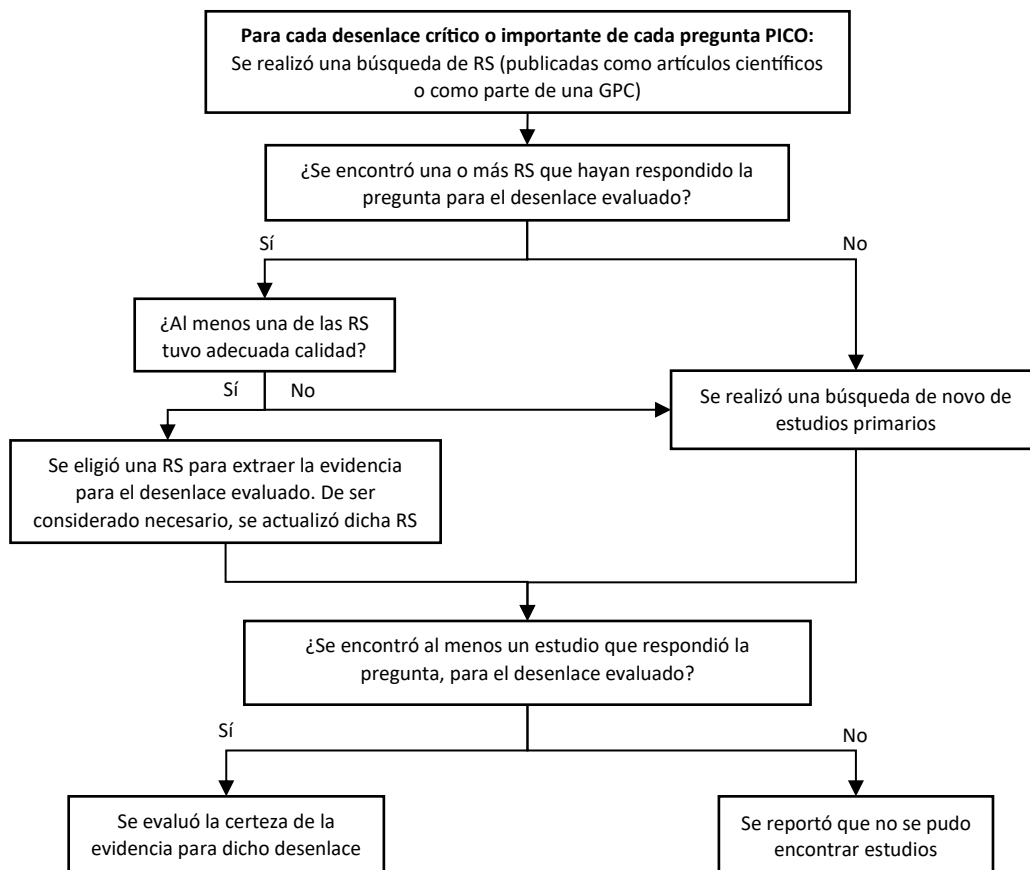 Para cada desenlace crítico o importante de cada pregunta PICO:
Se realizó una búsqueda de RS (publicadas como artículos científicos
o como parte de una GPC)
¿Se encontró una o más RS que hayan respondido la
pregunta para el desenlace evaluado?
Sí
No
¿Al menos una de las RS
tuvo adecuada calidad?
Sí
No
Se realizó una búsqueda de novo de
estudios primarios
Se eligió una RS para extraer la evidencia
para el desenlace evaluado. De ser
considerado necesario, se actualizó dicha RS
¿Se encontró al menos un estudio que respondió la
pregunta, para el desenlace evaluado?
Sí
No
Se evaluó la certeza de la
evidencia para dicho desenlace
Se reportó que no se pudo
encontrar estudios